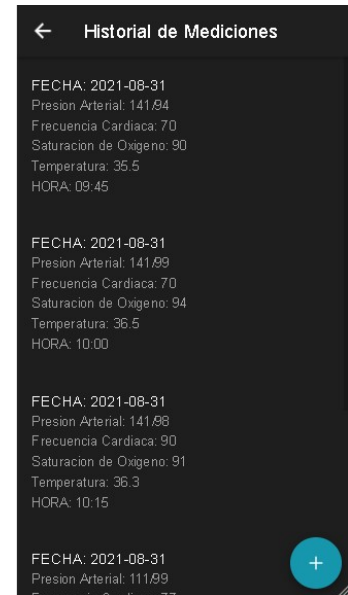 Historial de Mediciones
FECHA: 2021-08-31
Presion Arterial: 141/94
Frecuencia Cardiaca: 70
Saturacion de Oxigeno: 90
Temperatura: 35.5
HORA: 09:45
FECHA: 2021-08-31
Presion Arterial: 141/99
Frecuencia Cardiaca: 70
Saturacion de Oxigeno: 94
Temperatura: 36.5
HORA: 10:00
FECHA: 2021-08-31
Presion Arterial: 141/98
Frecuencia Cardiaca: 90
Saturacion de Oxigeno: 91
Temperatura: 36.3
HORA: 10:15
FECHA: 2021-08-31
Presion Arterial: 111/99